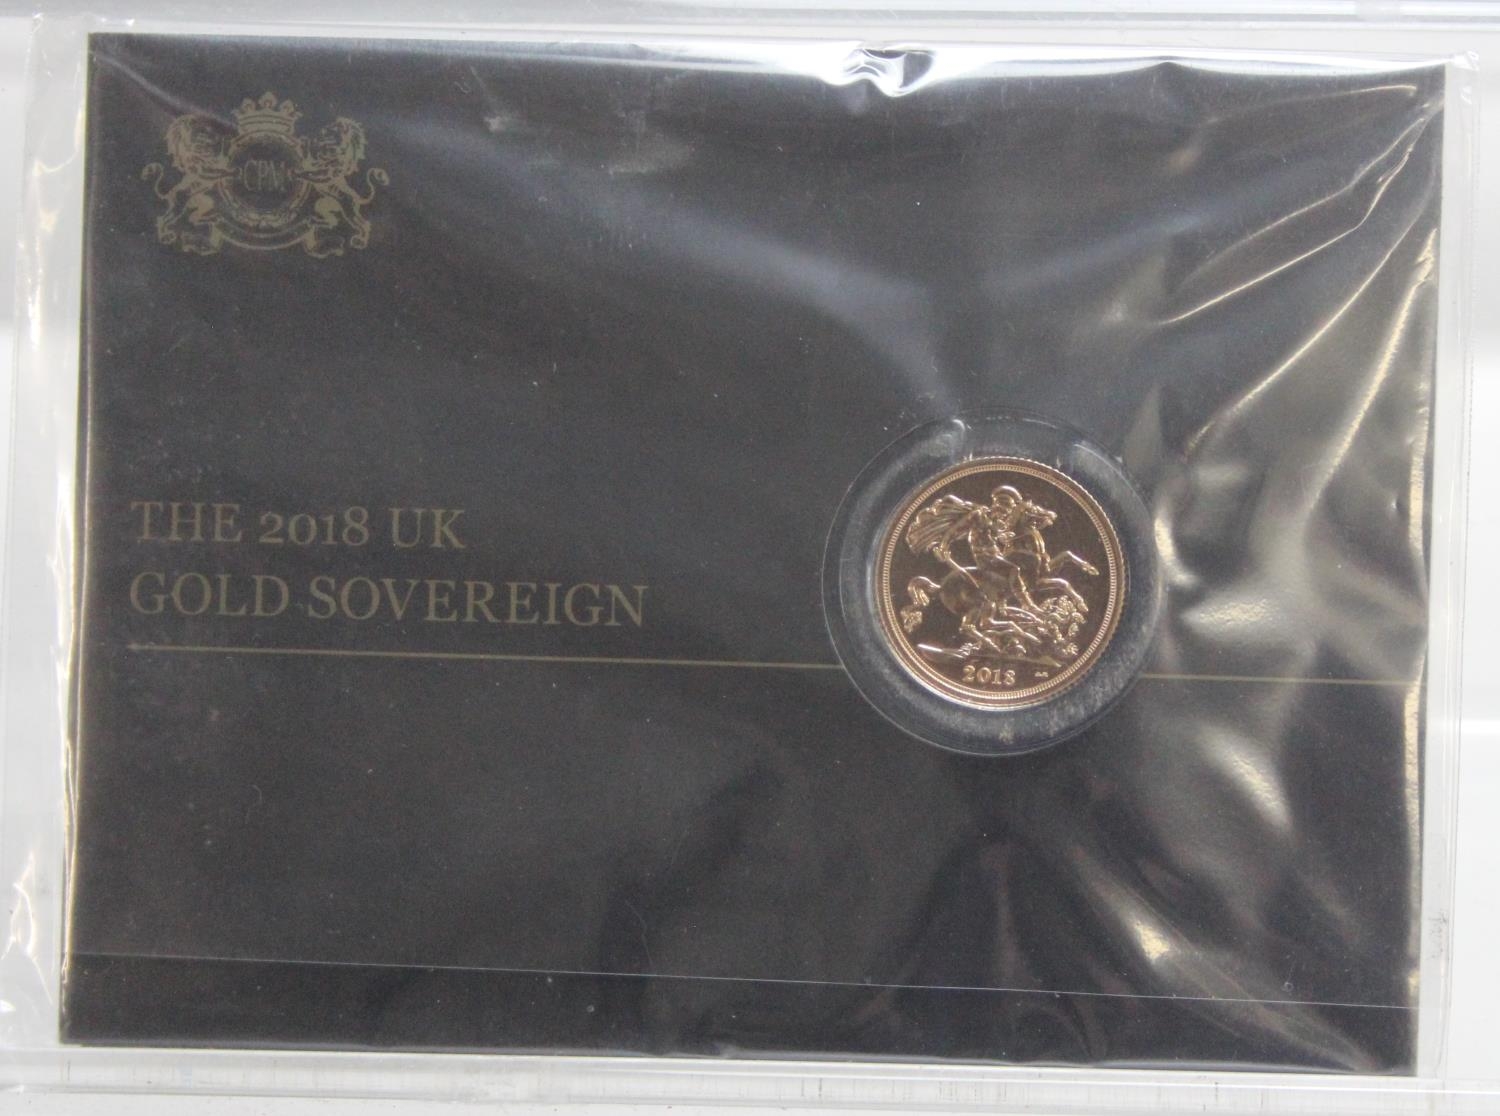 CPM
THE 2018 UK
GOLD SOVEREIGN
2018